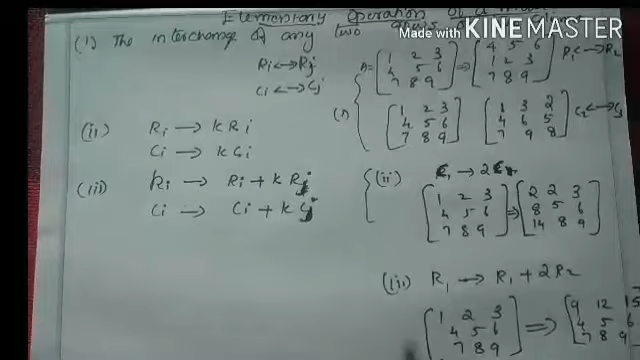 Elementary Operation of a
Made with KINEMASTER
(i) The interchange of any two
Ri <-> Rj
Ci <-> Cj
A = [1 2 3 => [4 5 6 R1 <-> R2
4 5 6 1 2 3
7 8 9] 7 8 9]
(i) [1 2 3 [1 3 2 C2 <-> C3
4 5 6 4 6 5
7 8 9] 7 9 8]
(ii) Ri → k Ri
Ci → k Ci
(iii) Ri → Ri + k Rj
Ci → Ci + k Cj
(ii) C1 → 2C1
[1 2 3 => [2 2 3
4 5 6 8 5 6
7 8 9] 14 8 9]
(iii) R1 → R1 + 2R2
[1 2 3 => [9 12 15
4 5 6 4 5 6
7 8 9] 7 8 9